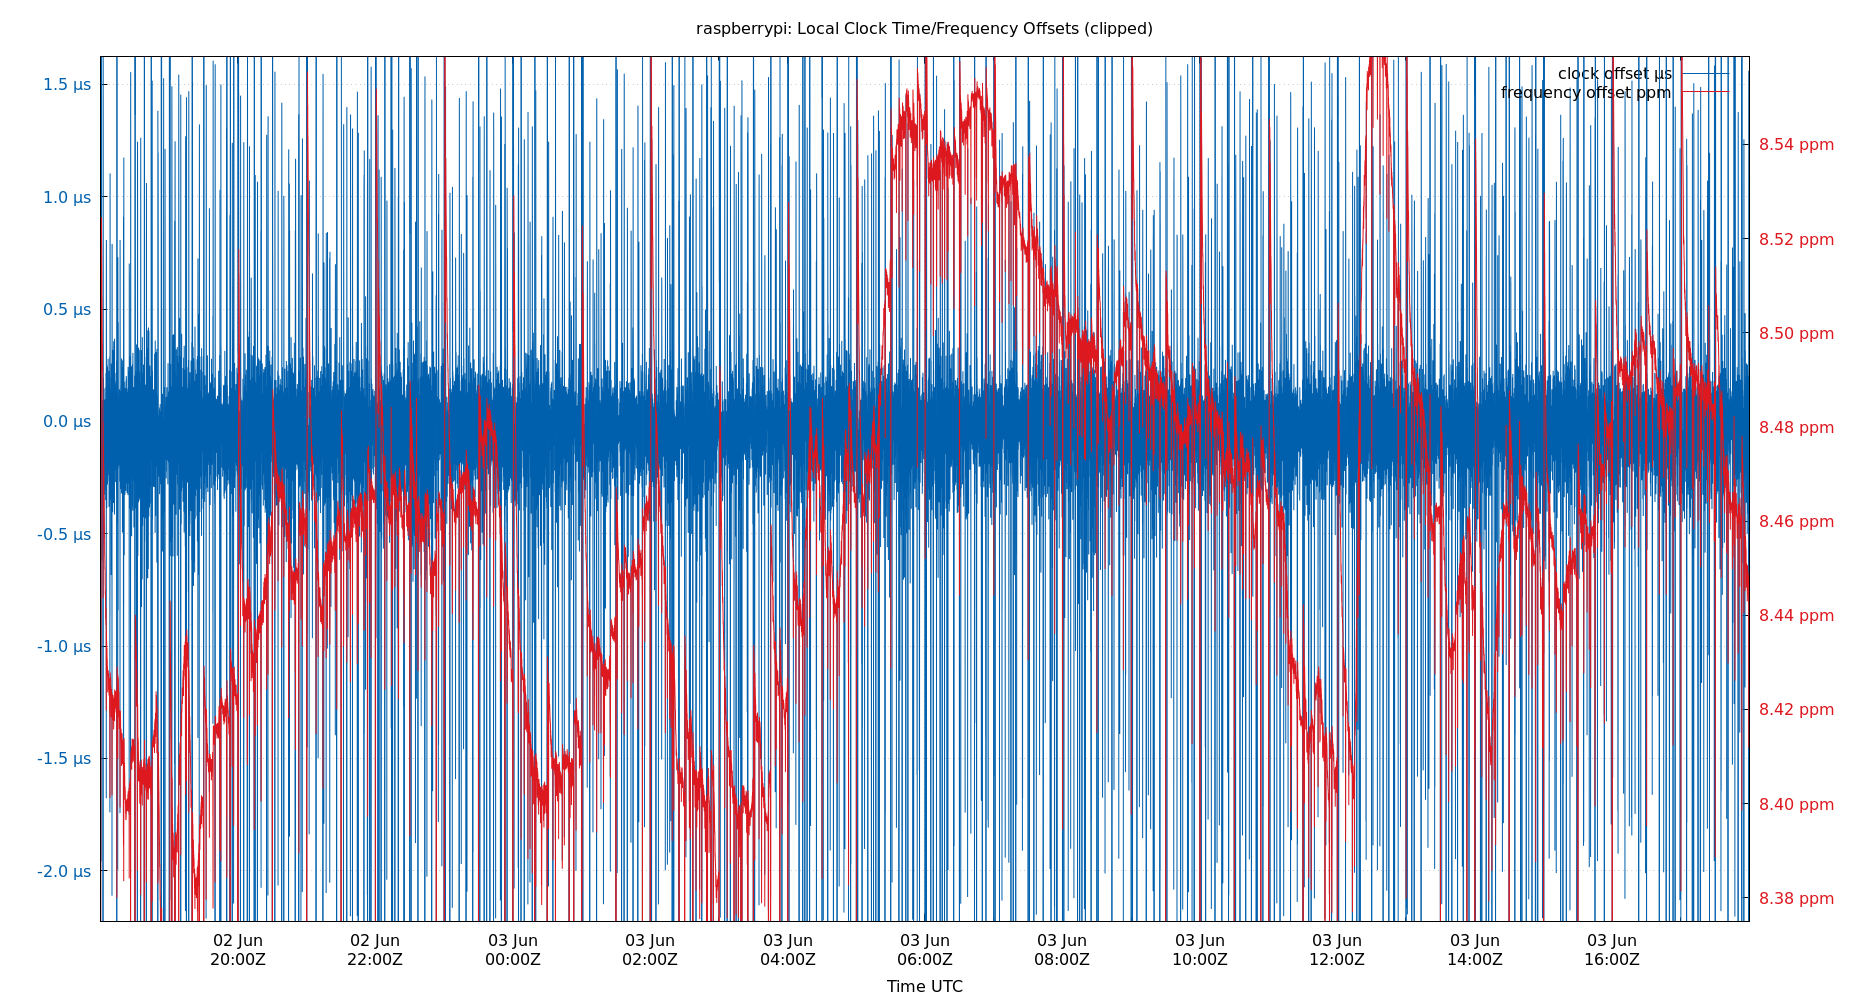 raspberrypi: Local Clock Time/Frequency Offsets (clipped)
clock offset µs
frequency offset ppm
1.5 µs
1.0 µs
0.5 µs
0.0 µs
-0.5 µs
-1.0 µs
-1.5 µs
-2.0 µs
8.54 ppm
8.52 ppm
8.50 ppm
8.48 ppm
8.46 ppm
8.44 ppm
8.42 ppm
8.40 ppm
8.38 ppm
02 Jun 02 Jun 03 Jun 03 Jun 03 Jun 03 Jun 03 Jun 03 Jun 03 Jun 03 Jun 03 Jun
20:00Z 22:00Z 00:00Z 02:00Z 04:00Z 06:00Z 08:00Z 10:00Z 12:00Z 14:00Z 16:00Z
Time UTC